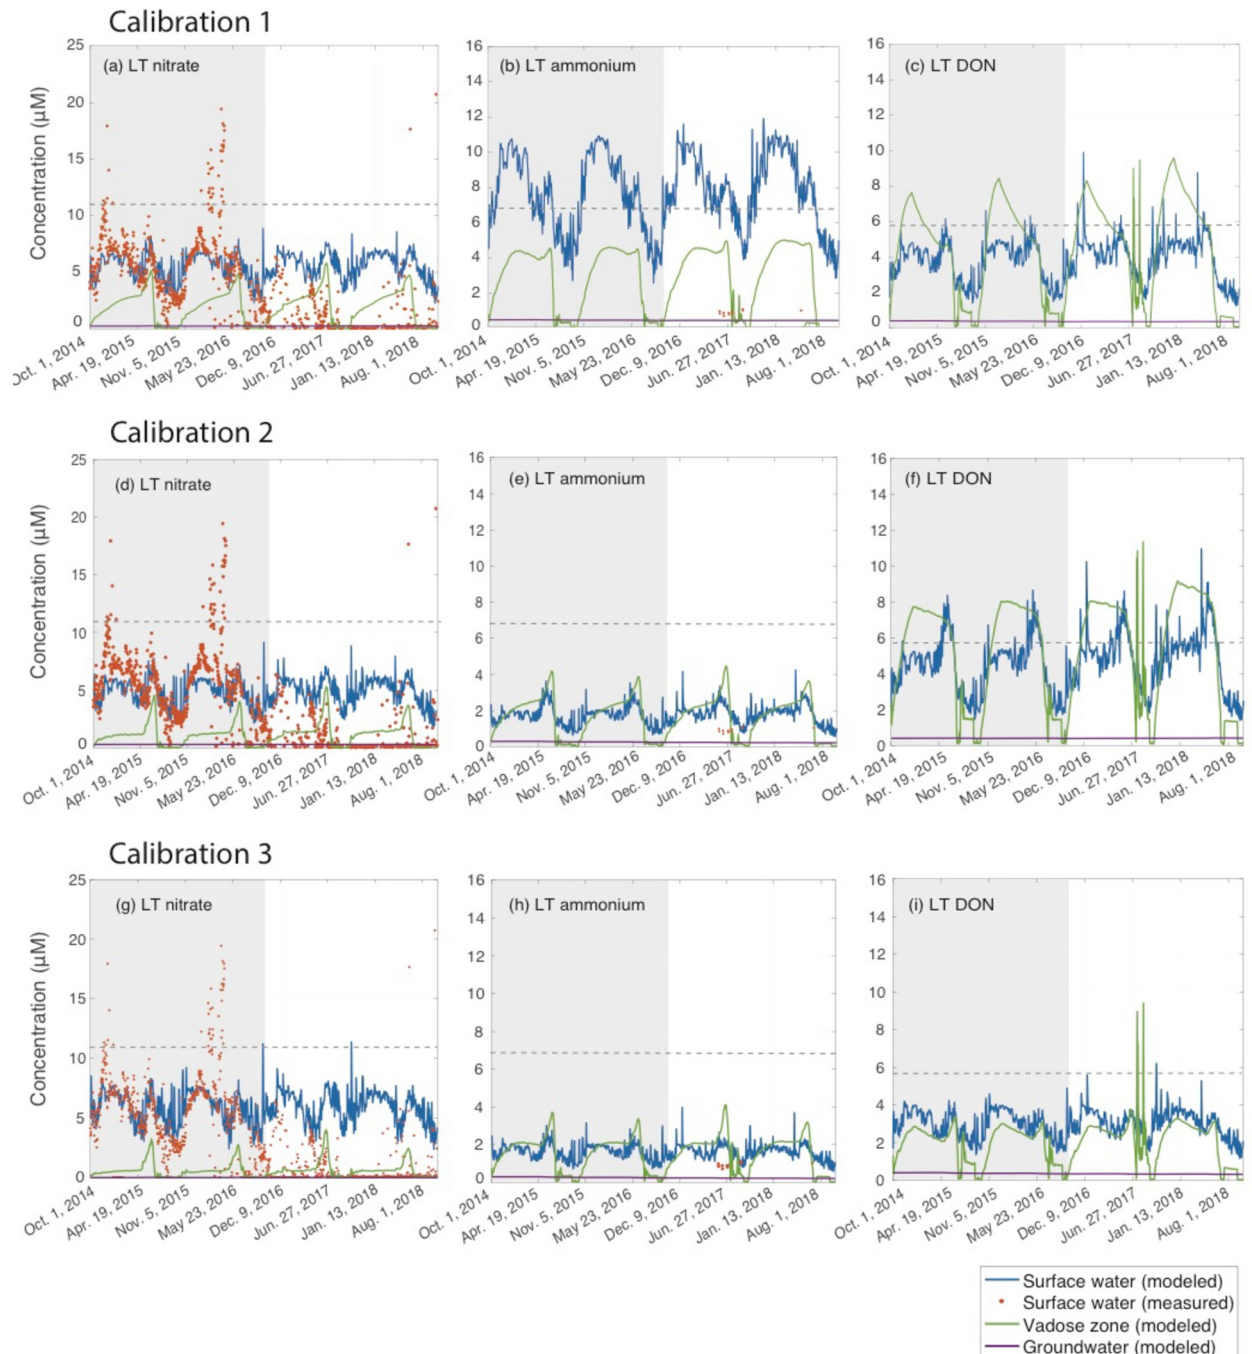 Calibration 1
(a) LT nitrate
(b) LT ammonium
(c) LT DON
Concentration (µM)
25
20
15
10
5
0
16
14
12
10
8
6
4
2
0
16
14
12
10
8
6
4
2
0
Oct. 1, 2014
Apr. 19, 2015
Nov. 5, 2015
May 23, 2016
Dec. 9, 2016
Jun. 27, 2017
Jan. 13, 2018
Aug. 1, 2018
Oct. 1, 2014
Apr. 19, 2015
Nov. 5, 2015
May 23, 2016
Dec. 9, 2016
Jun. 27, 2017
Jan. 13, 2018
Aug. 1, 2018
Oct. 1, 2014
Apr. 19, 2015
Nov. 5, 2015
May 23, 2016
Dec. 9, 2016
Jun. 27, 2017
Jan. 13, 2018
Aug. 1, 2018
Calibration 2
(d) LT nitrate
(e) LT ammonium
(f) LT DON
Concentration (µM)
25
20
15
10
5
0
16
14
12
10
8
6
4
2
0
16
14
12
10
8
6
4
2
0
Oct. 1, 2014
Apr. 19, 2015
Nov. 5, 2015
May 23, 2016
Dec. 9, 2016
Jun. 27, 2017
Jan. 13, 2018
Aug. 1, 2018
Oct. 1, 2014
Apr. 19, 2015
Nov. 5, 2015
May 23, 2016
Dec. 9, 2016
Jun. 27, 2017
Jan. 13, 2018
Aug. 1, 2018
Oct. 1, 2014
Apr. 19, 2015
Nov. 5, 2015
May 23, 2016
Dec. 9, 2016
Jun. 27, 2017
Jan. 13, 2018
Aug. 1, 2018
Calibration 3
(g) LT nitrate
(h) LT ammonium
(i) LT DON
Concentration (µM)
25
20
15
10
5
0
16
14
12
10
8
6
4
2
0
16
14
12
10
8
6
4
2
0
Oct. 1, 2014
Apr. 19, 2015
Nov. 5, 2015
May 23, 2016
Dec. 9, 2016
Jun. 27, 2017
Jan. 13, 2018
Aug. 1, 2018
Oct. 1, 2014
Apr. 19, 2015
Nov. 5, 2015
May 23, 2016
Dec. 9, 2016
Jun. 27, 2017
Jan. 13, 2018
Aug. 1, 2018
Oct. 1, 2014
Apr. 19, 2015
Nov. 5, 2015
May 23, 2016
Dec. 9, 2016
Jun. 27, 2017
Jan. 13, 2018
Aug. 1, 2018
Surface water (modeled)
Surface water (measured)
Vadose zone (modeled)
Groundwater (modeled)